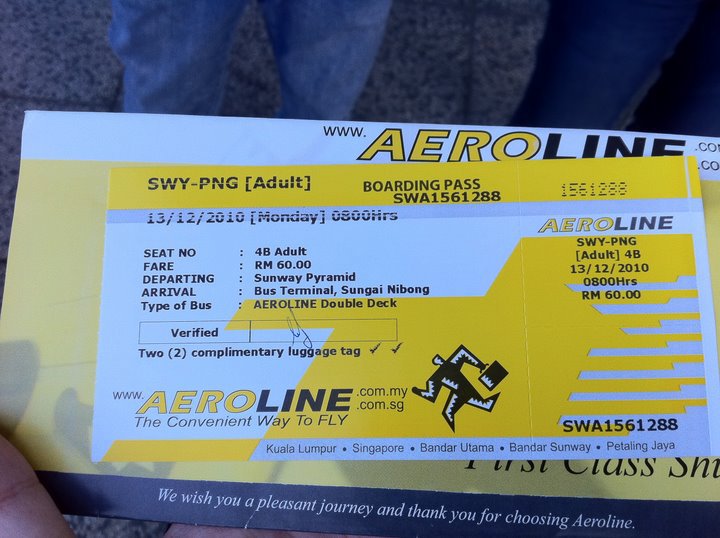 www. AEROLINE .co
SWY-PNG [Adult]
BOARDING PASS
SWA1561288
1561288
13/12/2010 [Monday] 0800Hrs
SEAT NO : 4B Adult
FARE : RM 60.00
DEPARTING : Sunway Pyramid
ARRIVAL : Bus Terminal, Sungai Nibong
Type of Bus : AEROLINE Double Deck
Verified
Two (2) complimentary luggage tag
www. AEROLINE .com.my
.com.sg
The Convenient Way To FLY
Kuala Lumpur • Singapore • Bandar Utama • Bandar Sunway • Petaling Jaya
AEROLINE
SWY-PNG
[Adult] 4B
13/12/2010
0800Hrs
RM 60.00
SWA1561288
First Class
We wish you a pleasant journey and thank you for choosing Aeroline.